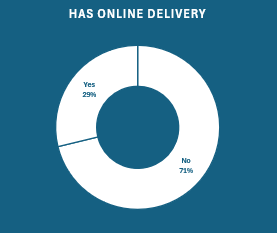 HAS ONLINE DELIVERY
Yes
29%
No
71%